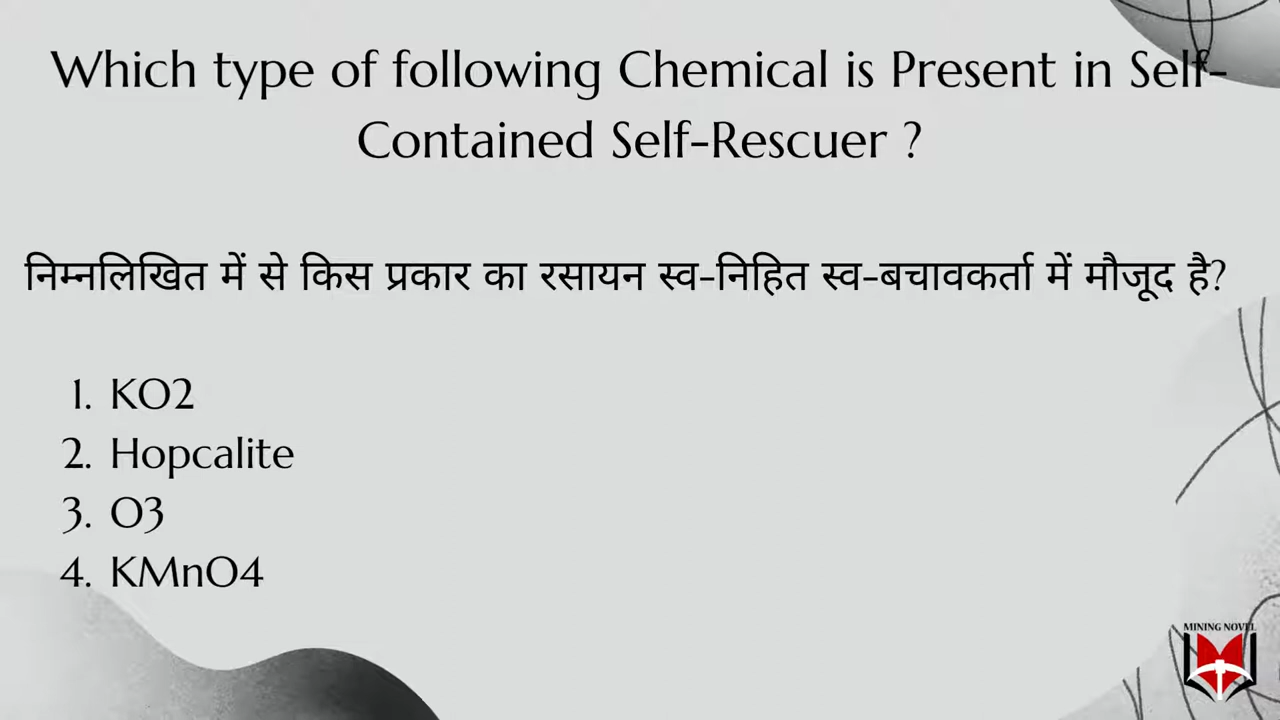 Which type of following Chemical is Present in Self-
Contained Self-Rescuer ?
निम्नलिखित में से किस प्रकार का रसायन स्व-निहित स्व-बचावकर्ता में मौजूद है?
1. KO2
2. Hopcalite
3. O3
4. KMnO4
MINING NOVEL